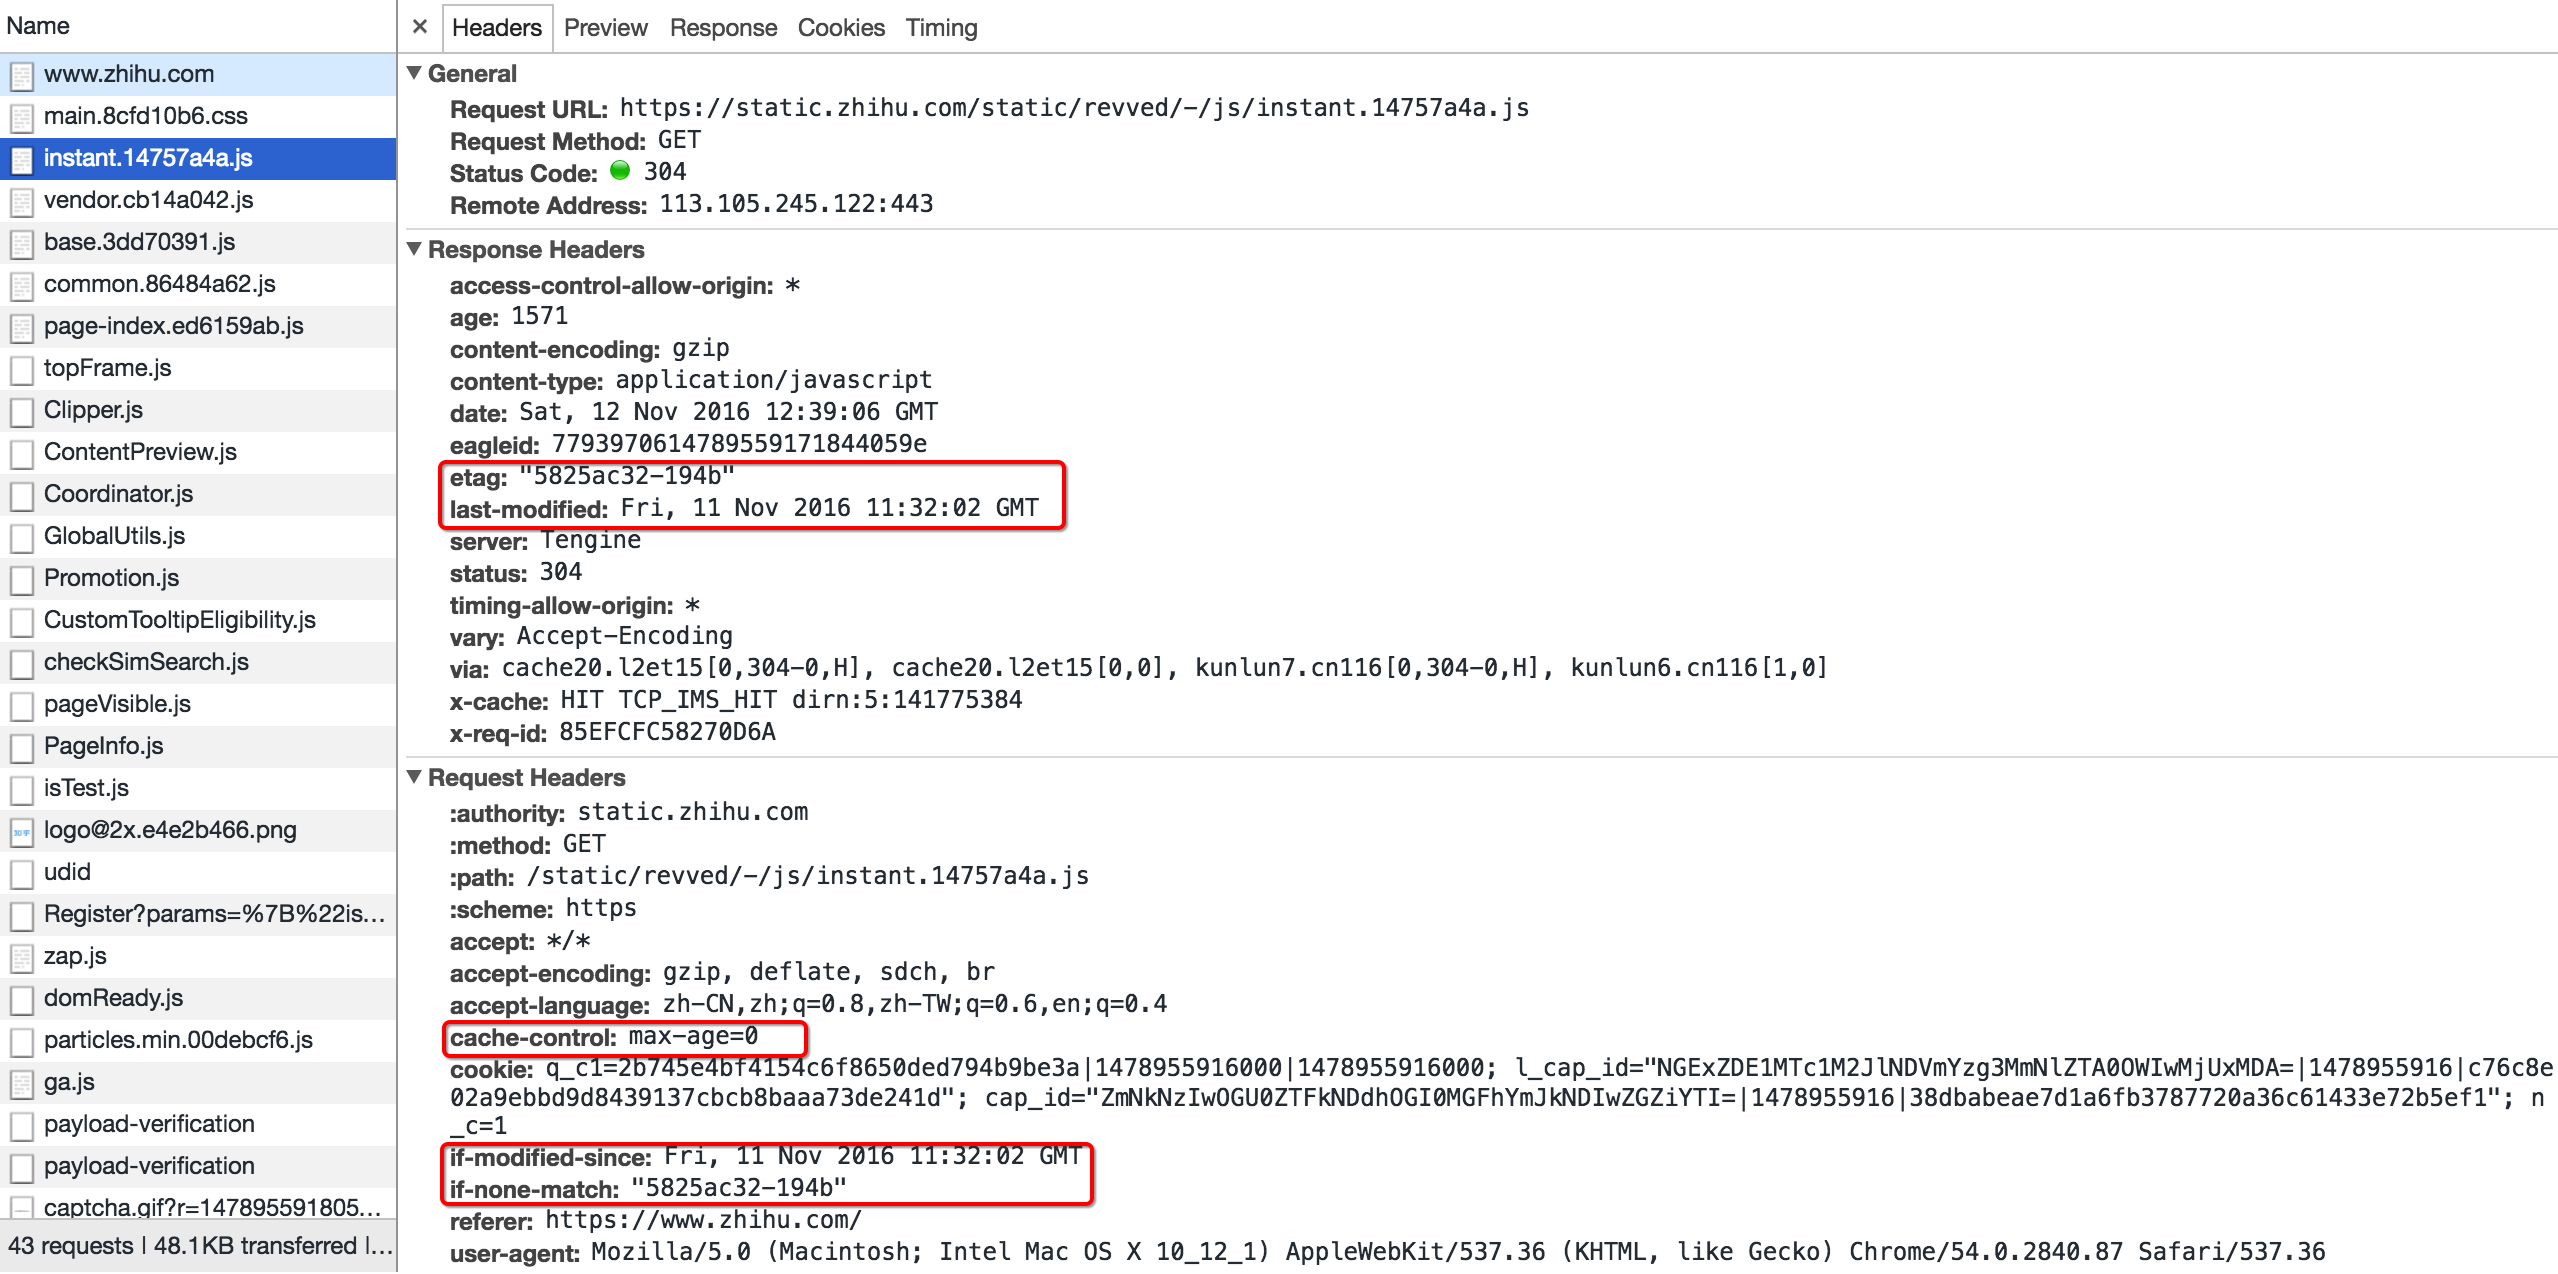 Name
www.zhihu.com
main.8cfd10b6.css
instant.14757a4a.js
vendor.cb14a042.js
base.3dd70391.js
common.86484a62.js
page-index.ed6159ab.js
topFrame.js
Clipper.js
ContentPreview.js
Coordinator.js
GlobalUtils.js
Promotion.js
CustomTooltipEligibility.js
checkSimSearch.js
pageVisible.js
PageInfo.js
isTest.js
logo@2x.e4e2b466.png
udid
Register?params=%7B%22is...
zap.js
domReady.js
particles.min.00debcf6.js
ga.js
payload-verification
payload-verification
captcha.gif?r=147895591805...
43 requests | 48.1KB transferred |...
× Headers Preview Response Cookies Timing
▼ General
Request URL: https://static.zhihu.com/static/revved/-/js/instant.14757a4a.js
Request Method: GET
Status Code: 304
Remote Address: 113.105.245.122:443
▼ Response Headers
access-control-allow-origin: *
age: 1571
content-encoding: gzip
content-type: application/javascript
date: Sat, 12 Nov 2016 12:39:06 GMT
eagleid: 77939706147895591718440​59e
etag: "5825ac32-194b"
last-modified: Fri, 11 Nov 2016 11:32:02 GMT
server: Tengine
status: 304
timing-allow-origin: *
vary: Accept-Encoding
via: cache20.l2et15[0,304-0,H], cache20.l2et15[0,0], kunlun7.cn116[0,304-0,H], kunlun6.cn116[1,0]
x-cache: HIT TCP_IMS_HIT dirn:5:141775384
x-req-id: 85EFCFC58270D6A
▼ Request Headers
:authority: static.zhihu.com
:method: GET
:path: /static/revved/-/js/instant.14757a4a.js
:scheme: https
accept: */*
accept-encoding: gzip, deflate, sdch, br
accept-language: zh-CN,zh;q=0.8,zh-TW;q=0.6,en;q=0.4
cache-control: max-age=0
cookie: q_c1=2b745e4bf4154c6f8650ded794b9be3a|1478955916000|1478955916000; l_cap_id="NGExZDE1MTc1M2JlNDVmYzg3MmNlZTA0OWIwMjUxMDA=|1478955916|c76c8e
02a9ebbd9d8439137cbcb8baaa73de241d"; cap_id="ZmNkNzIwOGU0ZTFkNDdhOGI0MGFhYmJkNDIwZGZiYTI=|1478955916|38dbabeae7d1a6fb3787720a36c61433e72b5ef1"; n
_c=1
if-modified-since: Fri, 11 Nov 2016 11:32:02 GMT
if-none-match: "5825ac32-194b"
referer: https://www.zhihu.com/
user-agent: Mozilla/5.0 (Macintosh; Intel Mac OS X 10_12_1) AppleWebKit/537.36 (KHTML, like Gecko) Chrome/54.0.2840.87 Safari/537.36